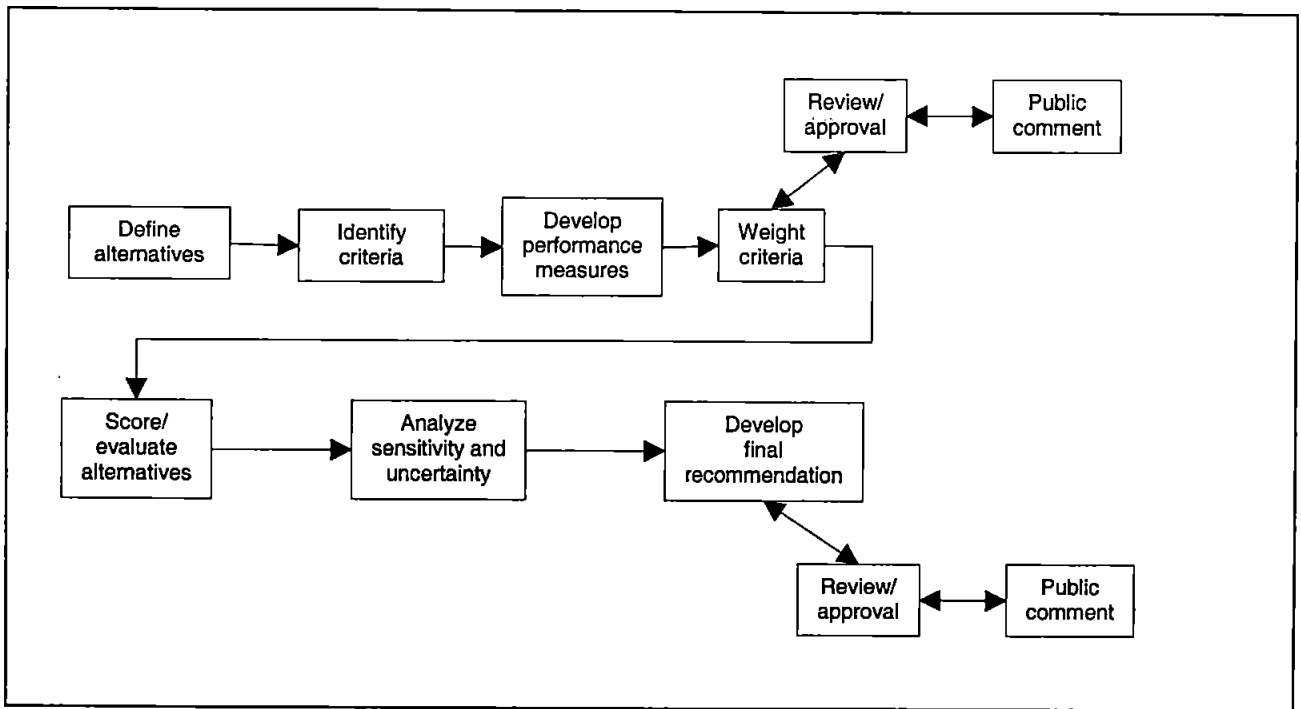 Review/
approval
Public
comment
Define
alternatives
Identify
criteria
Develop
performance
measures
Weight
criteria
Score/
evaluate
alternatives
Analyze
sensitivity and
uncertainty
Develop
final
recommendation
Review/
approval
Public
comment